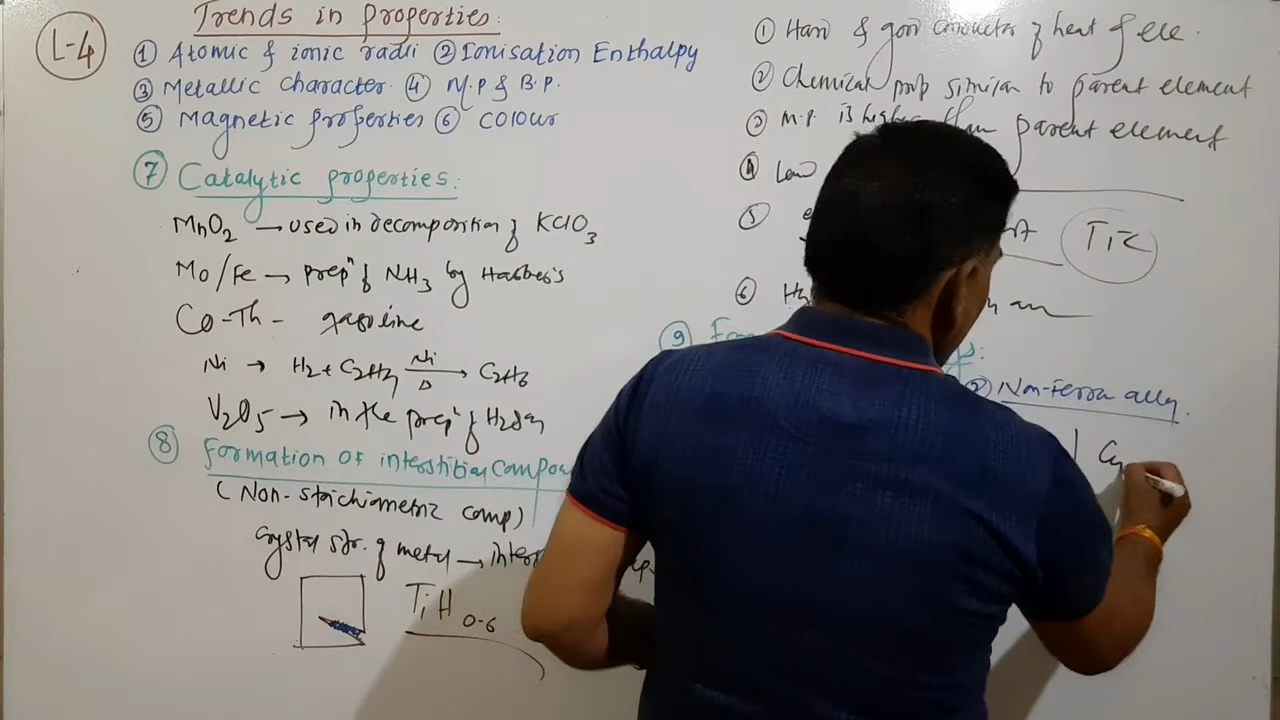 L-4
Trends in properties:
① Atomic & ionic radii ② Ionisation Enthalpy
③ Metallic character ④ M.P & B.P.
⑤ Magnetic properties ⑥ colour
⑦ Catalytic properties:
MnO2 → used in decomposition of KClO3
Mo/Fe → prepn of NH3 by Haber's
Co-Th - gasoline
Ni → H2 + C2H4 Ni Δ → C2H6
V2O5 → in the prepn of H2SO4
⑧ Formation of interstitial compou
(Non-stoichiometric comp)
crystal str. of metal → inters
TiH0.6
① Hard & good conductor of heat & ele.
② Chemical prop similar to parent element
③ M.P. is higher than parent element
④ Low
⑤
TiC
⑥
⑨
② Non-Ferrous alloy.
Cu